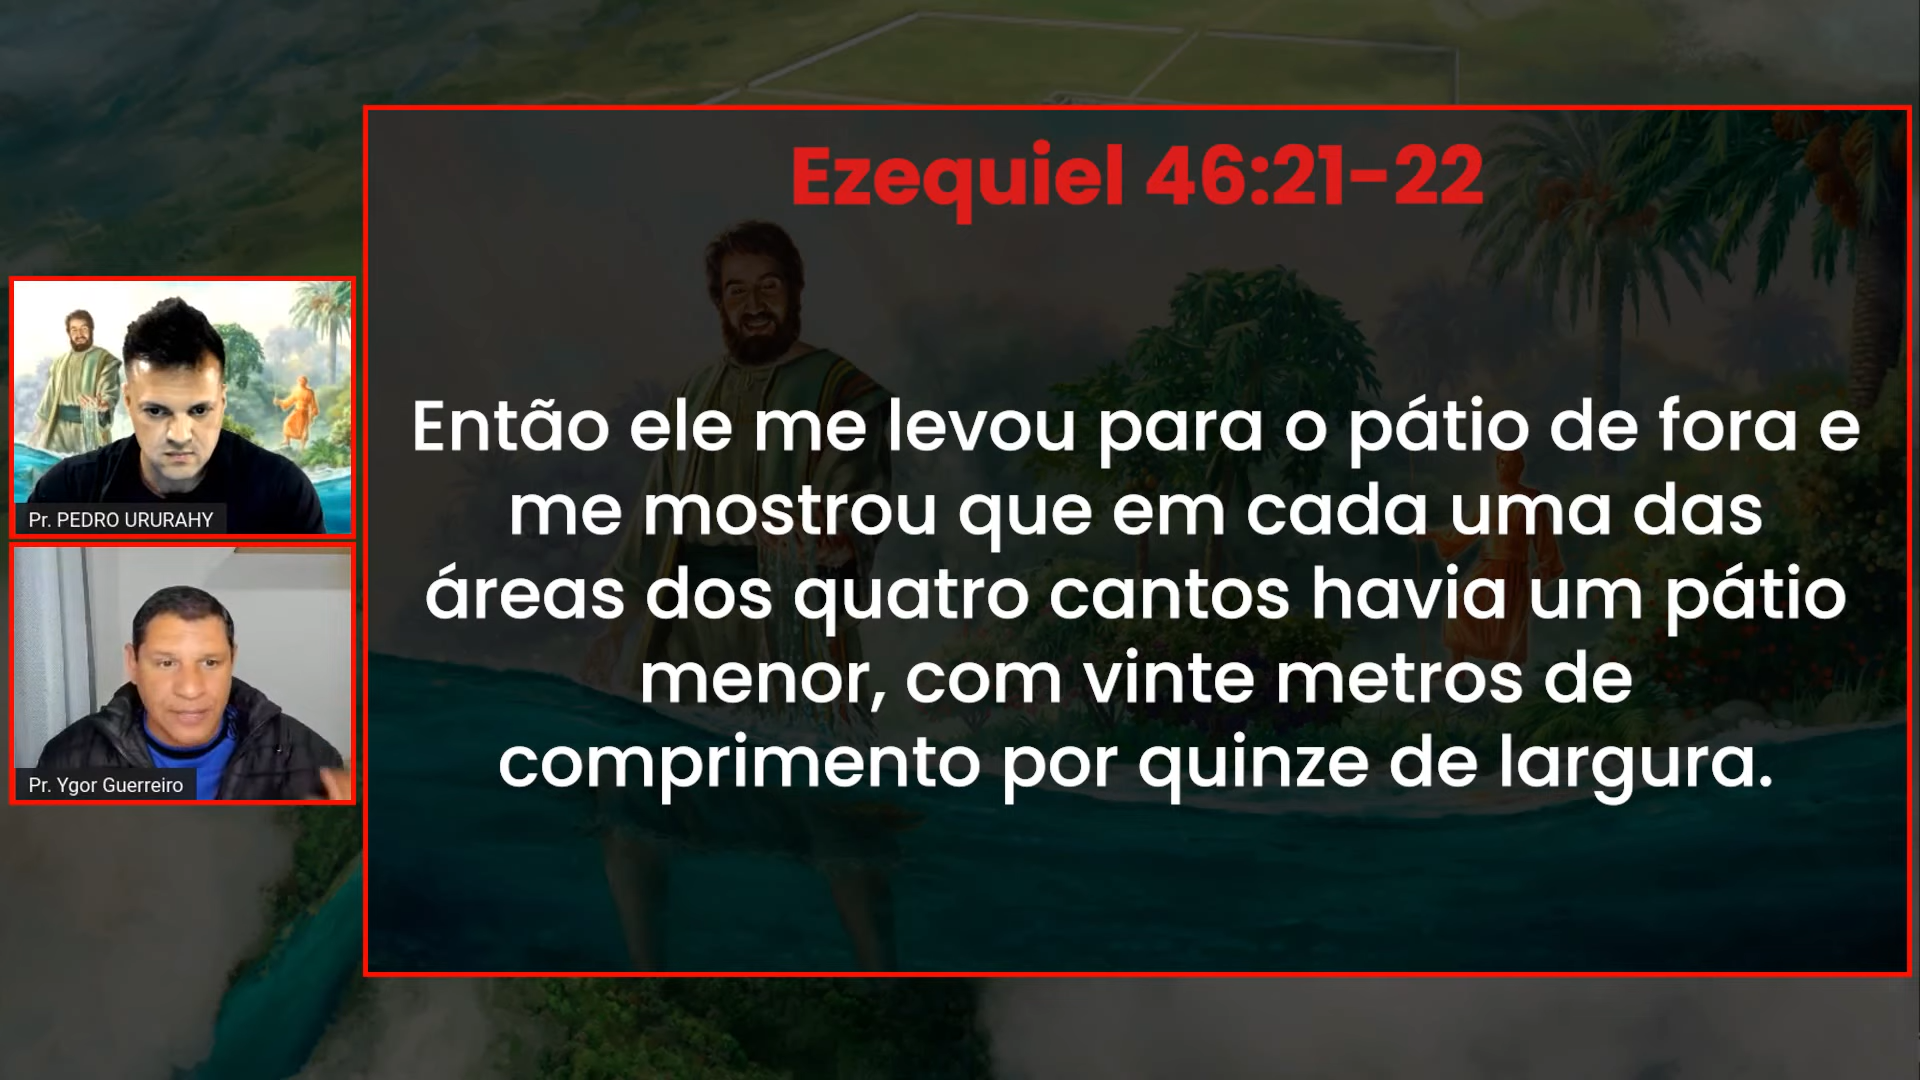 Ezequiel 46:21-22
Então ele me levou para o pátio de fora e
me mostrou que em cada uma das
áreas dos quatro cantos havia um pátio
menor, com vinte metros de
comprimento por quinze de largura.
Pr. PEDRO URURAHY
Pr. Ygor Guerreiro